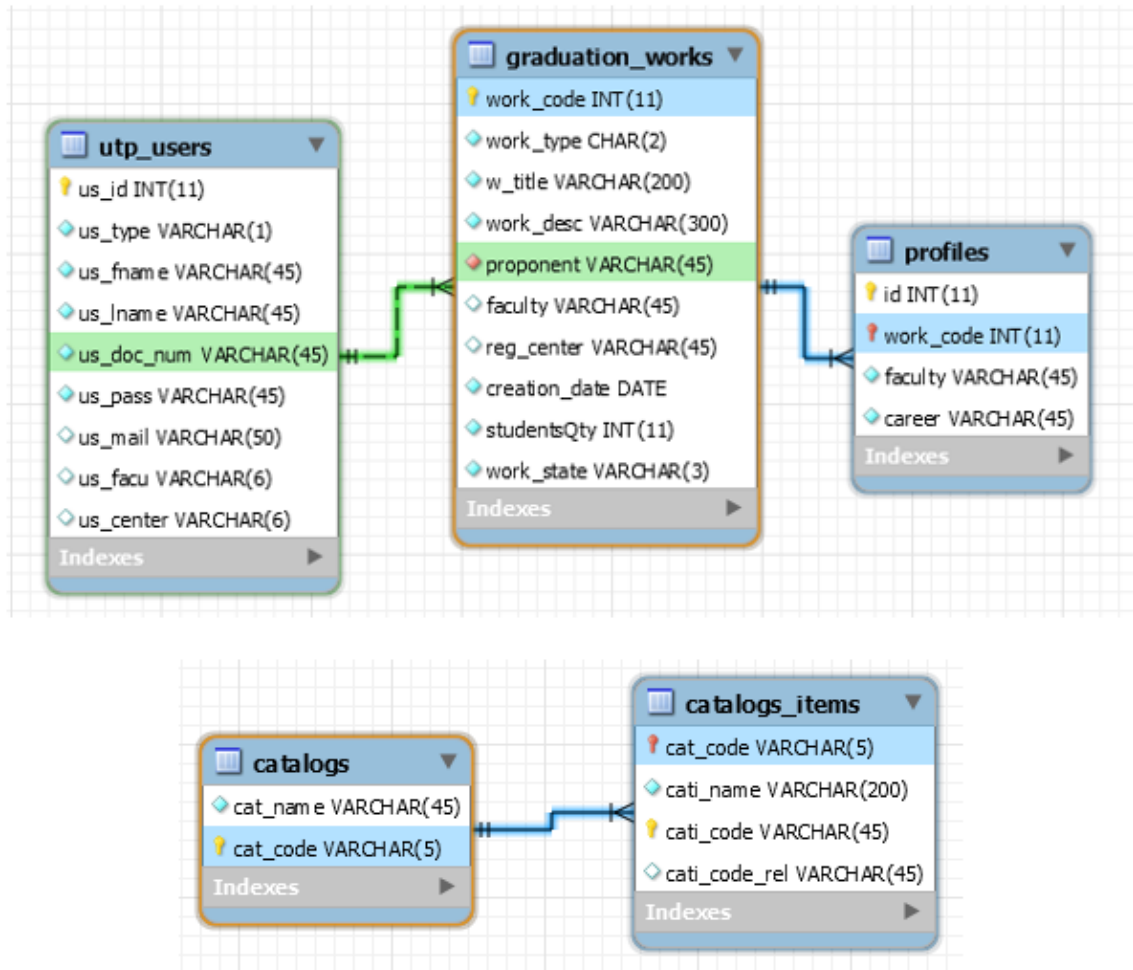 utp_users
us_id INT(11)
us_type VARCHAR(1)
us_fname VARCHAR(45)
us_lname VARCHAR(45)
us_doc_num VARCHAR(45)
us_pass VARCHAR(45)
us_mail VARCHAR(50)
us_facu VARCHAR(6)
us_center VARCHAR(6)
Indexes
graduation_works
work_code INT(11)
work_type CHAR(2)
w_title VARCHAR(200)
work_desc VARCHAR(300)
proponent VARCHAR(45)
faculty VARCHAR(45)
reg_center VARCHAR(45)
creation_date DATE
studentsQty INT(11)
work_state VARCHAR(3)
Indexes
profiles
id INT(11)
work_code INT(11)
faculty VARCHAR(45)
career VARCHAR(45)
Indexes
catalogs
cat_name VARCHAR(45)
cat_code VARCHAR(5)
Indexes
catalogs_items
cat_code VARCHAR(5)
cati_name VARCHAR(200)
cati_code VARCHAR(45)
cati_code_rel VARCHAR(45)
Indexes